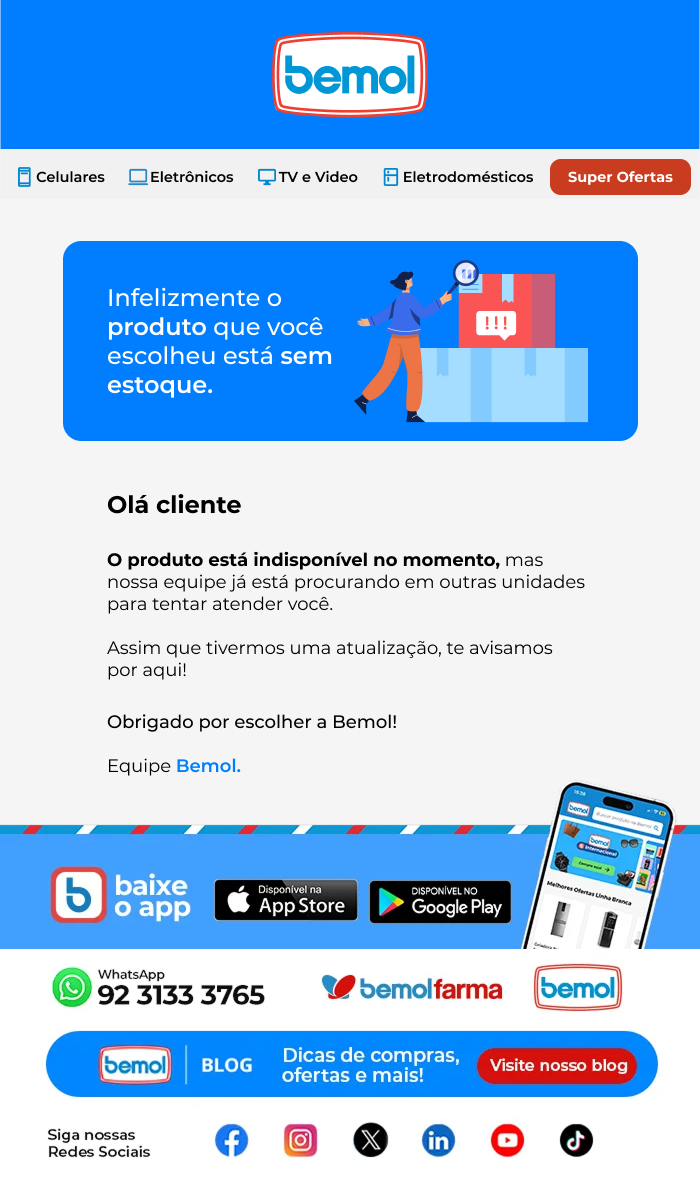 bemol
Celulares
Eletrônicos
TV e Video
Eletrodomésticos
Super Ofertas
Infelizmente o
produto que você
escolheu está sem
estoque.
!!!
Olá cliente
O produto está indisponível no momento, mas
nossa equipe já está procurando em outras unidades
para tentar atender você.
Assim que tivermos uma atualização, te avisamos
por aqui!
Obrigado por escolher a Bemol!
Equipe Bemol.
b
baixe
o app
Disponível na
App Store
DISPONÍVEL NO
Google Play
bemol
bemol
Internacional
Melhores Ofertas Linha Branca
WhatsApp
92 3133 3765
bemolfarma
bemol
bemol
BLOG
Dicas de compras,
ofertas e mais!
Visite nosso blog
Siga nossas
Redes Sociais